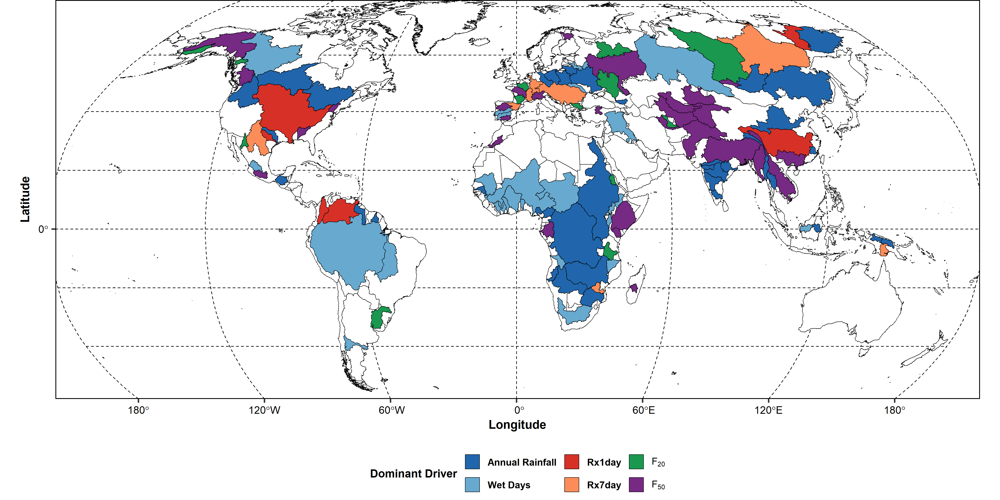 Latitude
0°
180° 120°W 60°W 0° 60°E 120°E 180°
Longitude
Dominant Driver
Annual Rainfall Rx1day F₂₀
Wet Days Rx7day F₅₀